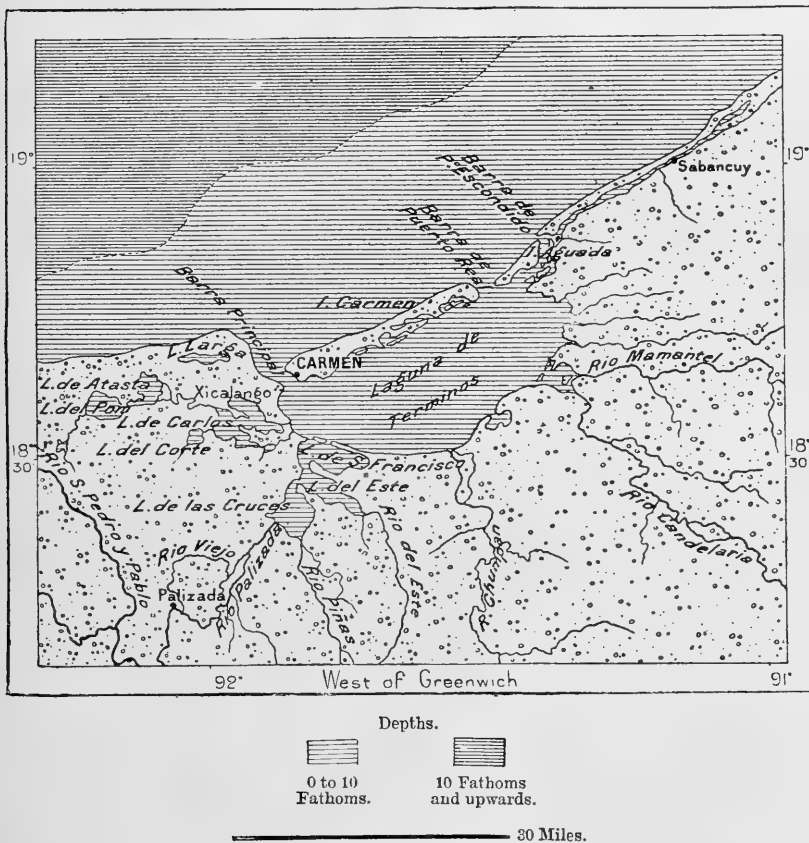 19°
19°
Barra de
Pto Escondido
Sabancuy
Barra de
Puerto Real
I. Aguada
Barra Principal
I. Carmen
L. Larga
CARMEN
Laguna de
Terminos
Rio Mamantel
L. de Atasta
Xicalango
L. del Pom
L. de Carlos
L. del Corte
18°
30
18°
30
L. de S. Francisco
L. del Este
L. de las Cruces
Rio S. Pedro y Pablo
Rio Viejo
Palizada
R. Palizada
Rio Piñas
Rio del Este
Rio Candelaria
92°
West of Greenwich
91°
Depths.
0 to 10
Fathoms.
10 Fathoms
and upwards.
30 Miles.